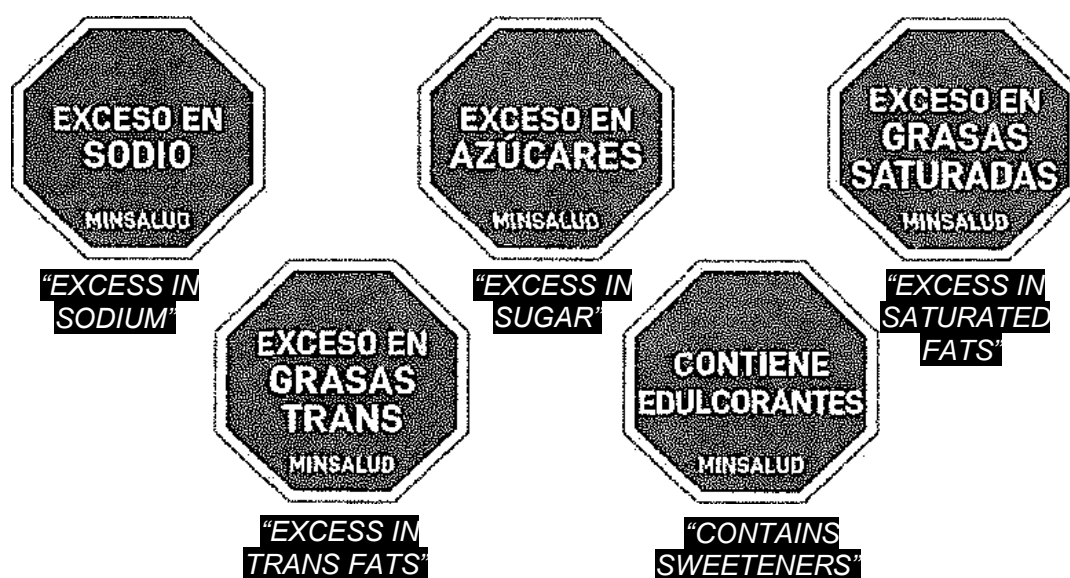 EXCESO EN
SODIO
MINSALUD
"EXCESS IN
SODIUM"
EXCESO EN
AZÚCARES
MINSALUD
"EXCESS IN
SUGAR"
EXCESO EN
GRASAS
SATURADAS
MINSALUD
"EXCESS IN
SATURATED
FATS"
EXCESO EN
GRASAS
TRANS
MINSALUD
"EXCESS IN
TRANS FATS"
CONTIENE
EDULCORANTES
MINSALUD
"CONTAINS
SWEETENERS"